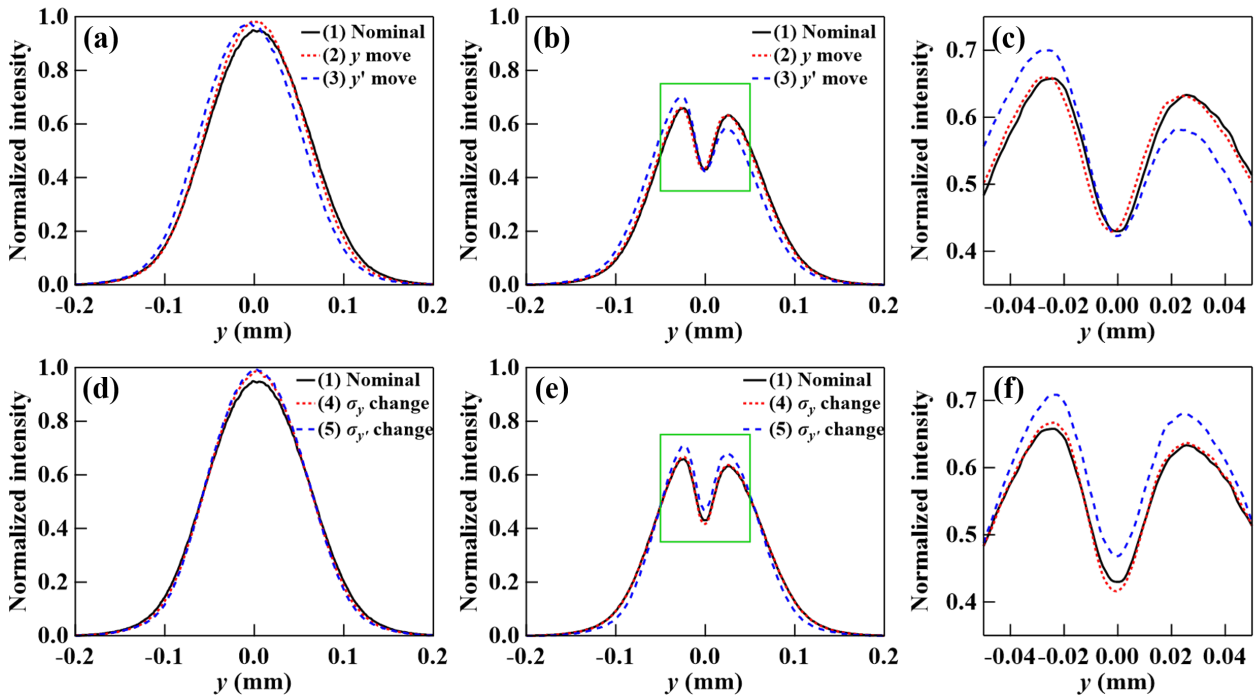 (a)
(1) Nominal
(2) y move
(3) y' move
Normalized intensity
1.0
0.8
0.6
0.4
0.2
0.0
-0.2
-0.1
0.0
0.1
0.2
y (mm)
(b)
(1) Nominal
(2) y move
(3) y' move
Normalized intensity
1.0
0.8
0.6
0.4
0.2
0.0
-0.2
-0.1
0.0
0.1
0.2
y (mm)
(c)
Normalized intensity
0.7
0.6
0.5
0.4
-0.04
-0.02
0.00
0.02
0.04
y (mm)
(d)
(1) Nominal
(4) σy change
(5) σy' change
Normalized intensity
1.0
0.8
0.6
0.4
0.2
0.0
-0.2
-0.1
0.0
0.1
0.2
y (mm)
(e)
(1) Nominal
(4) σy change
(5) σy' change
Normalized intensity
1.0
0.8
0.6
0.4
0.2
0.0
-0.2
-0.1
0.0
0.1
0.2
y (mm)
(f)
Normalized intensity
0.7
0.6
0.5
0.4
-0.04
-0.02
0.00
0.02
0.04
y (mm)